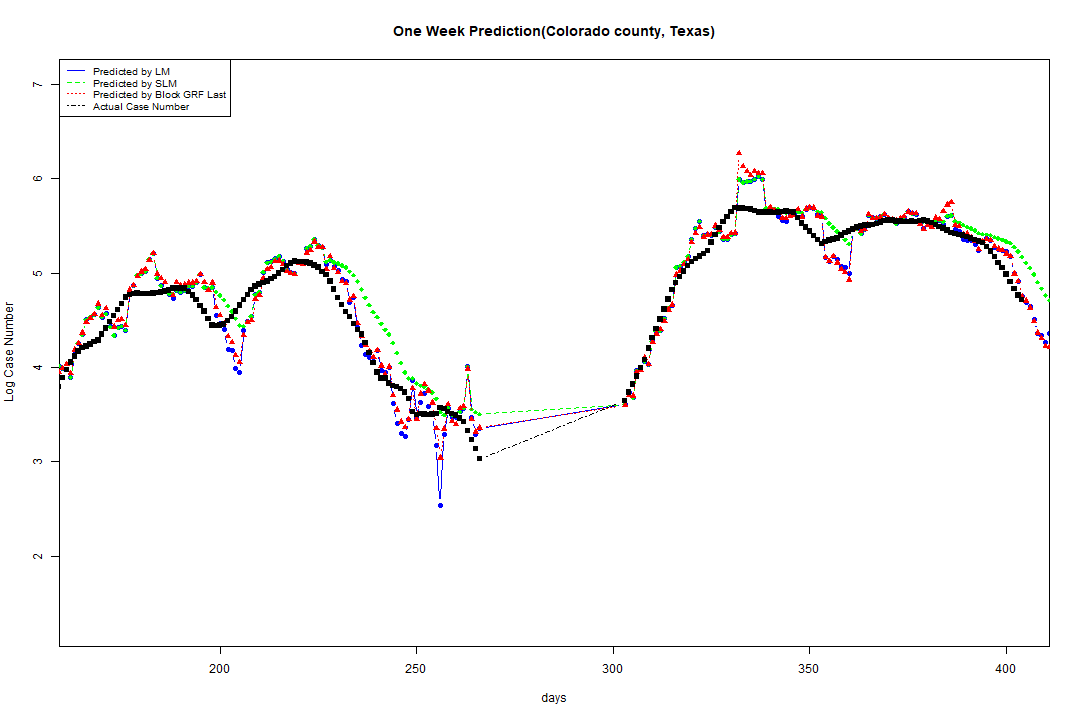 One Week Prediction(Colorado county, Texas)
Predicted by LM
Predicted by SLM
Predicted by Block GRF Last
Actual Case Number
7
6
5
4
3
2
Log Case Number
200 250 300 350 400
days